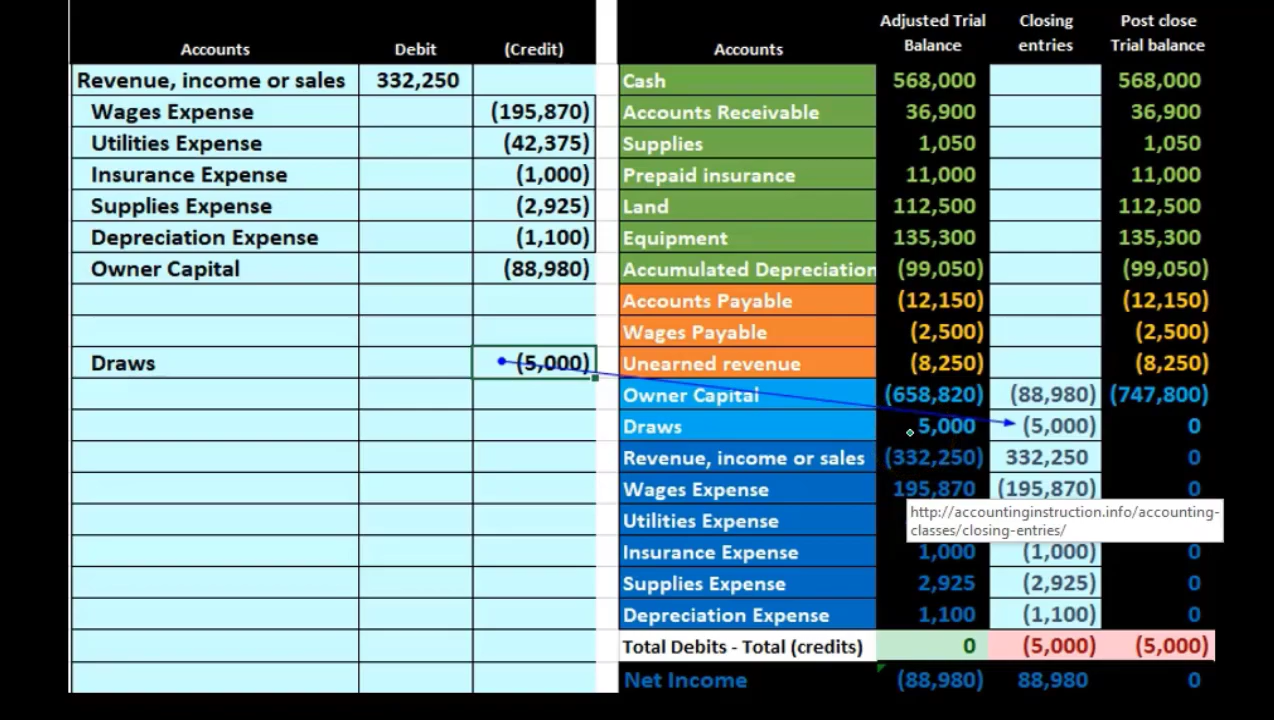 Accounts Debit (Credit)
Revenue, income or sales 332,250
Wages Expense (195,870)
Utilities Expense (42,375)
Insurance Expense (1,000)
Supplies Expense (2,925)
Depreciation Expense (1,100)
Owner Capital (88,980)
Draws (5,000)
Accounts Adjusted Trial Balance Closing entries Post close Trial balance
Cash 568,000 568,000
Accounts Receivable 36,900 36,900
Supplies 1,050 1,050
Prepaid insurance 11,000 11,000
Land 112,500 112,500
Equipment 135,300 135,300
Accumulated Depreciation (99,050) (99,050)
Accounts Payable (12,150) (12,150)
Wages Payable (2,500) (2,500)
Unearned revenue (8,250) (8,250)
Owner Capital (658,820) (88,980) (747,800)
Draws 5,000 (5,000) 0
Revenue, income or sales (332,250) 332,250 0
Wages Expense 195,870 (195,870) 0
Utilities Expense
http://accountinginstruction.info/accounting-
classes/closing-entries/
Insurance Expense 1,000 (1,000) 0
Supplies Expense 2,925 (2,925) 0
Depreciation Expense 1,100 (1,100) 0
Total Debits - Total (credits) 0 (5,000) (5,000)
Net Income (88,980) 88,980 0